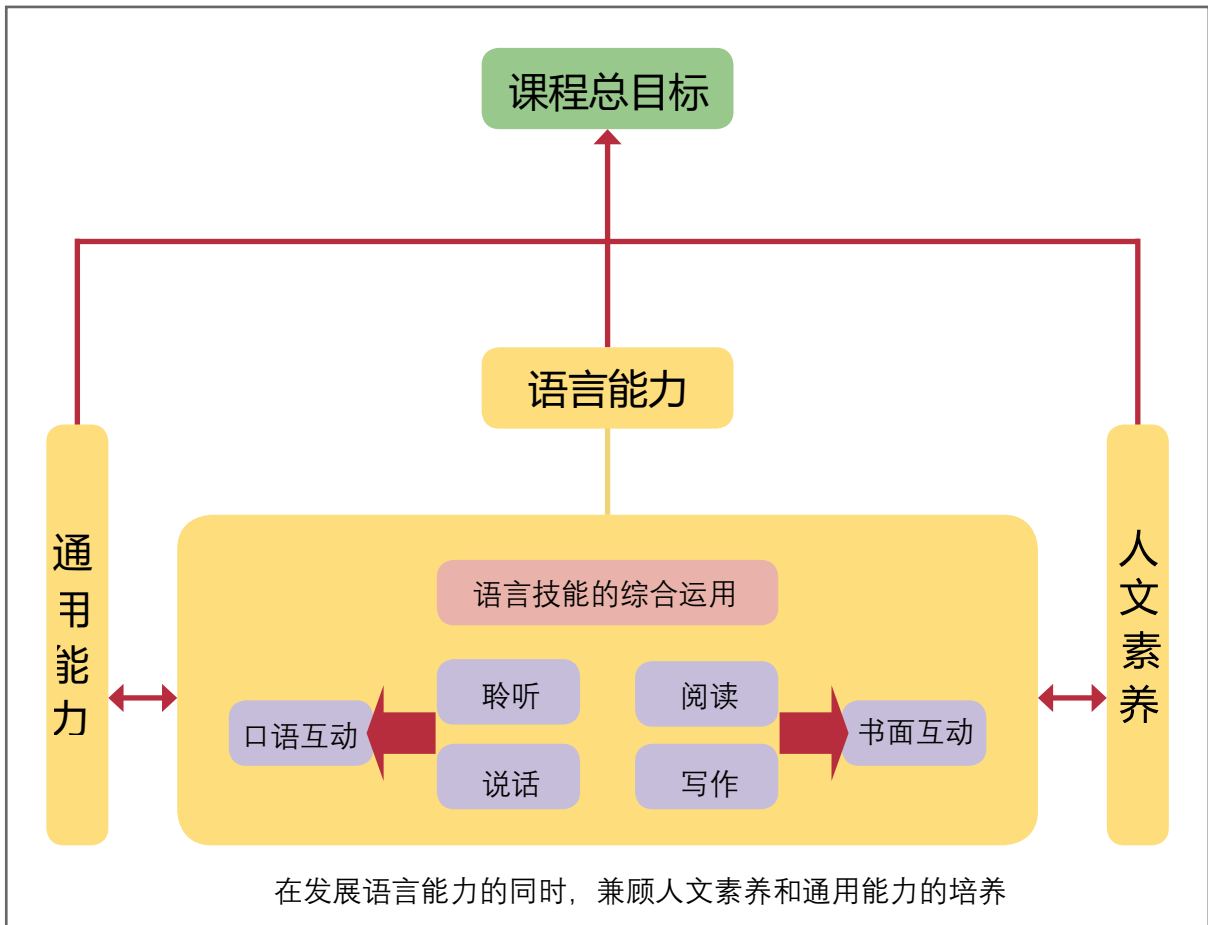 课程总目标
语言能力
通用能力
人文素养
语言技能的综合运用
聆听
阅读
口语互动
书面互动
说话
写作
在发展语言能力的同时，兼顾人文素养和通用能力的培养